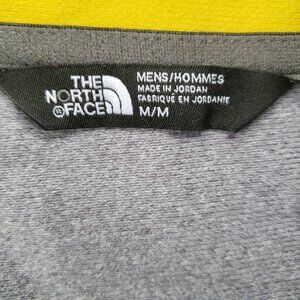 THE
NORTH
FACE
®
MENS/HOMMES
MADE IN JORDAN
FABRIQUÉ EN JORDANIE
M/M